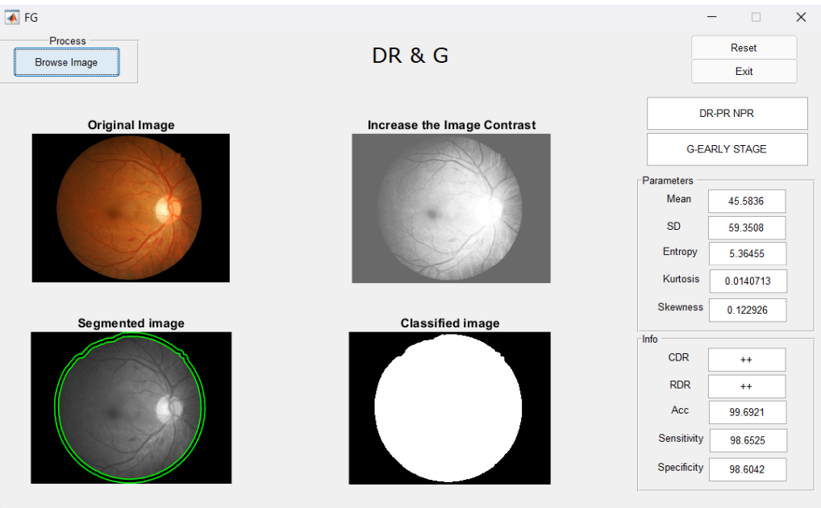 FG
Process
Browse Image
DR & G
Reset
Exit
Original Image
Increase the Image Contrast
DR-PR NPR
G-EARLY STAGE
Parameters
Mean 45.5836
SD 59.3508
Entropy 5.36455
Kurtosis 0.0140713
Skewness 0.122926
Segmented image
Classified image
Info
CDR ++
RDR ++
Acc 99.6921
Sensitivity 98.6525
Specificity 98.6042